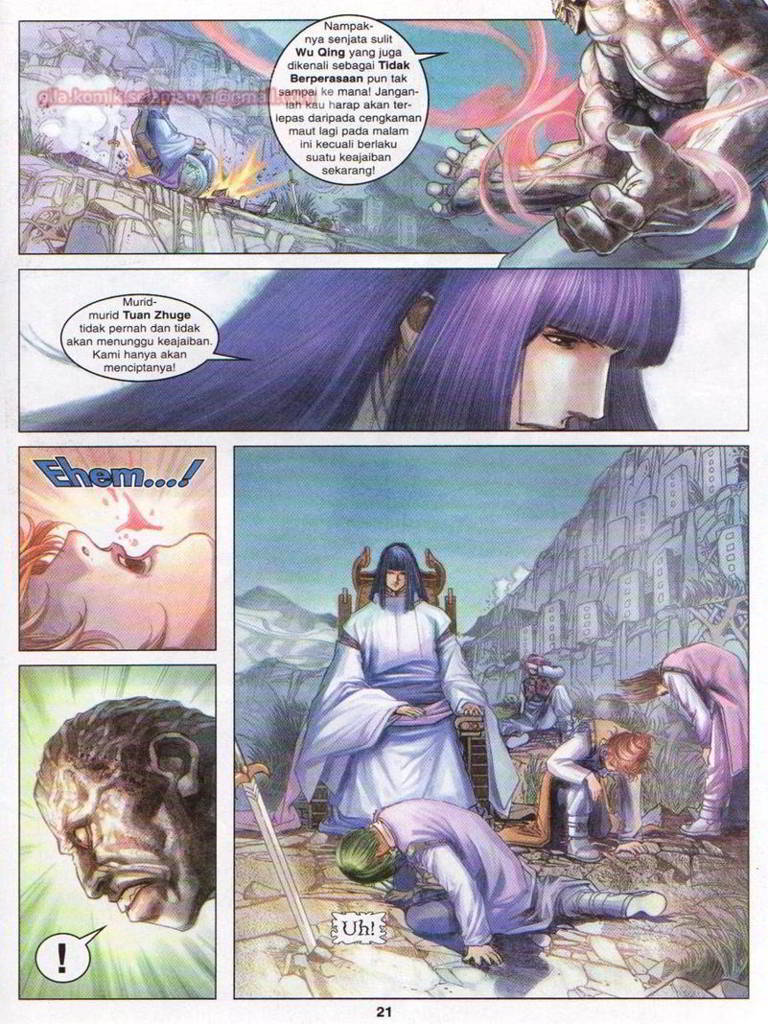 Nampak-
nya senjata sulit
Wu Qing yang juga
dikenali sebagai Tidak
Berperasaan pun tak
sampai ke mana! Jangan-
lah kau harap akan ter-
lepas daripada cengkaman
maut lagi pada malam
ini kecuali berlaku
suatu keajaiban
sekarang!
Murid-
murid Tuan Zhuge
tidak pernah dan tidak
akan menunggu keajaiban.
Kami hanya akan
menciptanya!
Ehem....!
!
Uh!
21